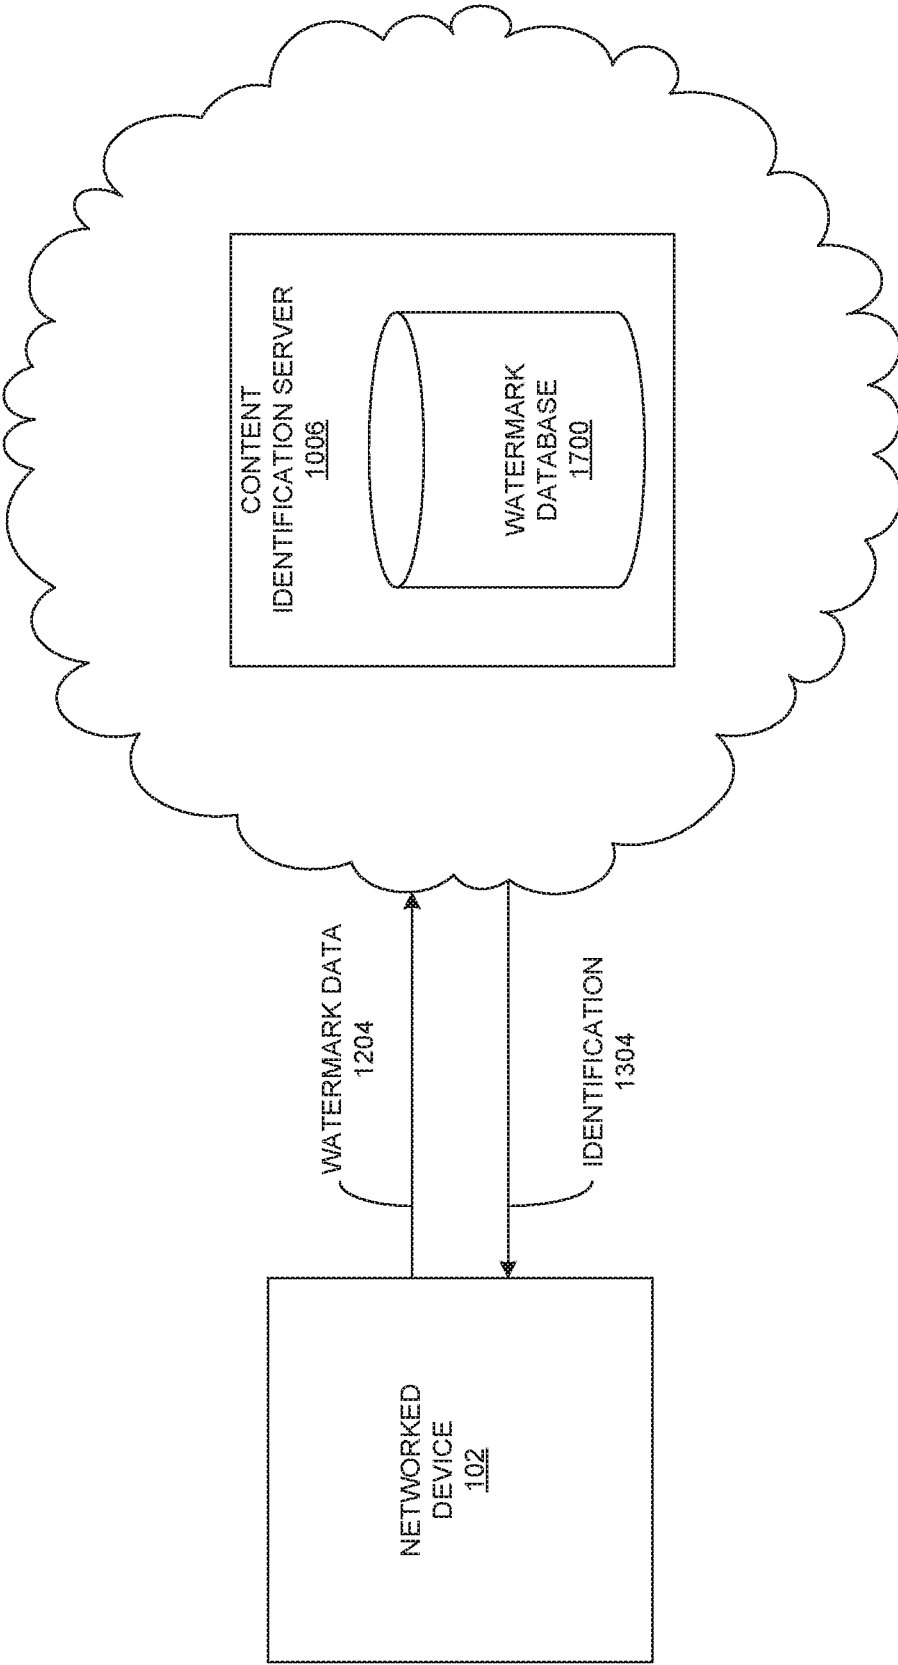 NETWORKED
DEVICE
102
WATERMARK DATA
1204
IDENTIFICATION
1304
CONTENT
IDENTIFICATION SERVER
1006
WATERMARK
DATABASE
1700